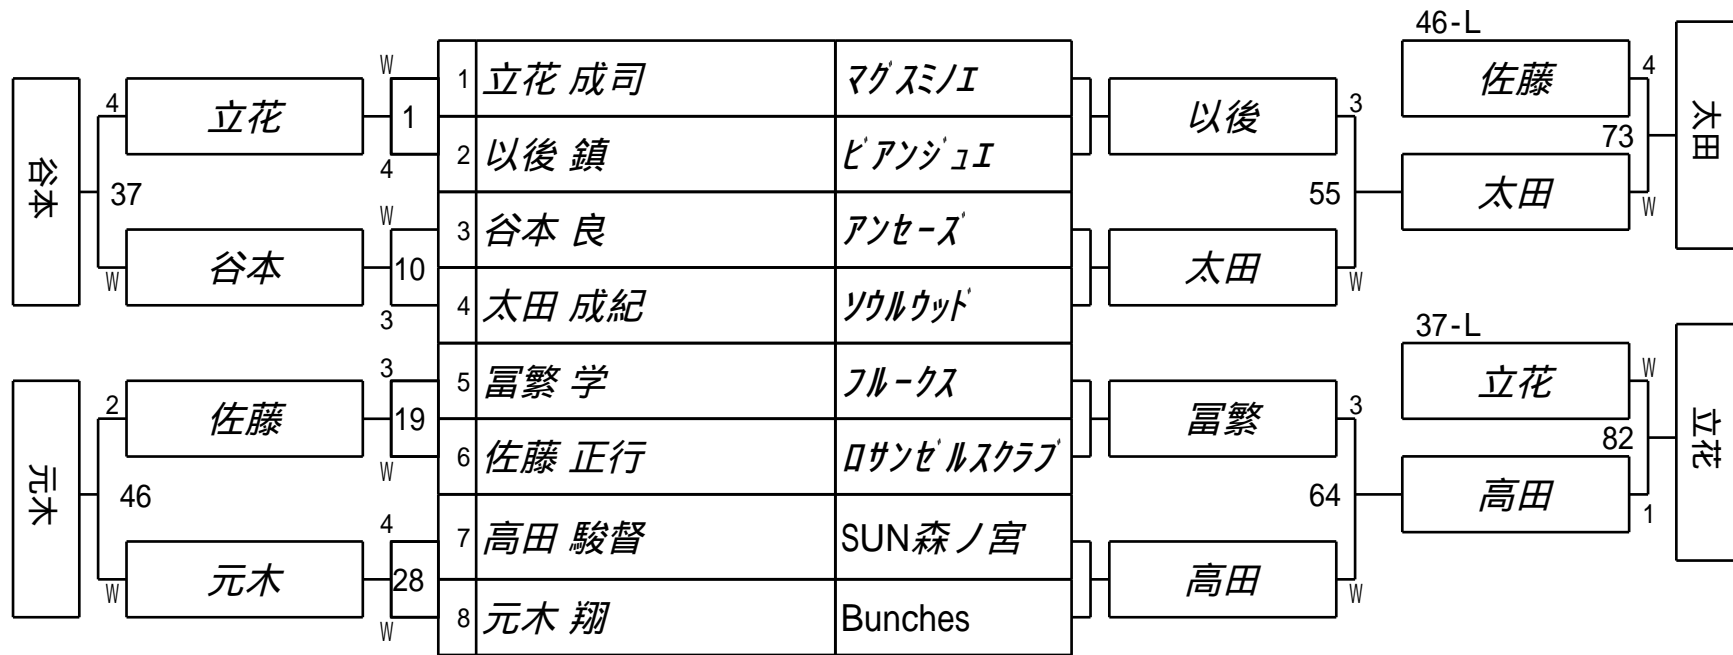 46-L
W
1 立花 成司 マグスミノエ
4 立花 1 以後 3 佐藤 4
2 以後 鎮 ビアンジュエ
4
73 太田
谷本 37 55 太田
W
W
3 谷本 良 アンセーズ
W 谷本 10 太田 W
4 太田 成紀 ソウルウッド
3
37-L
3
5 冨繁 学 フルークス
2 佐藤 19 冨繁 3 立花 W
6 佐藤 正行 ロサンゼルスクラブ
W
82 立花
元木 46 64 高田
1
4
7 高田 駿督 SUN森ノ宮
W 元木 28 高田 W
8 元木 翔 Bunches
W